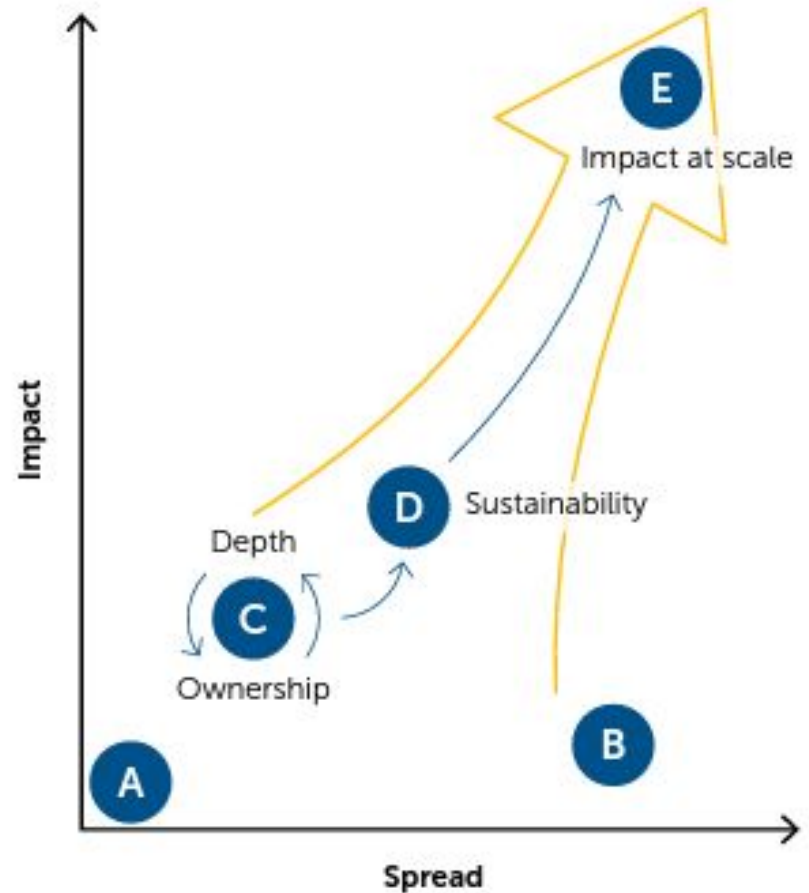 E
Impact at scale
Impact
D
Sustainability
Depth
C
Ownership
B
A
Spread